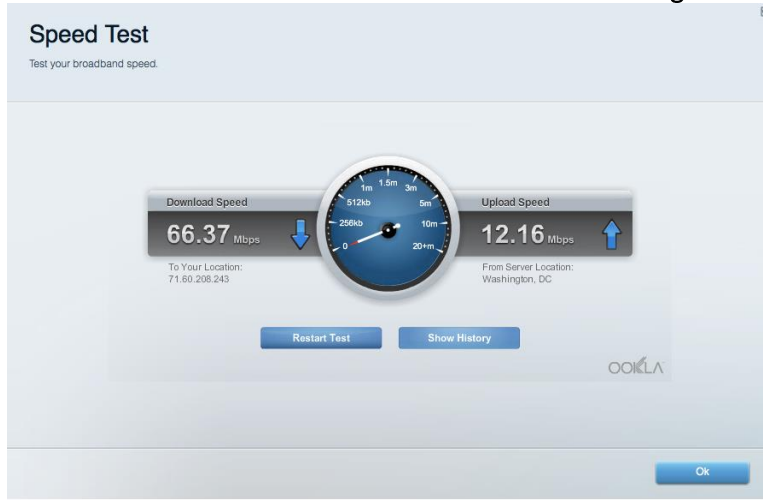 Speed Test
Test your broadband speed.
Download Speed
66.37 Mbps
To Your Location:
71.60.208.243
0
256kb
512kb
1m
1.5m
3m
5m
10m
20+m
Upload Speed
12.16 Mbps
From Server Location:
Washington, DC
Restart Test
Show History
OOKLA
Ok